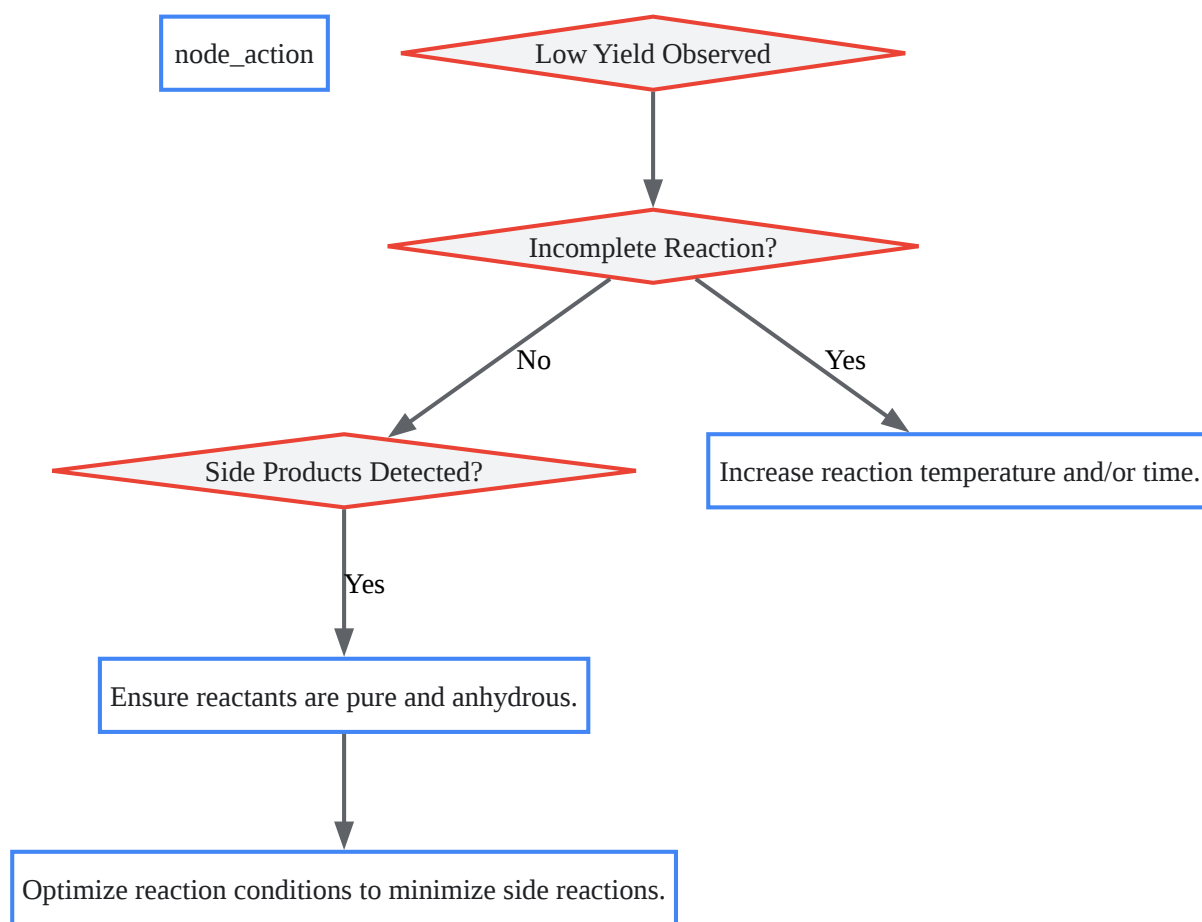 node_action
Low Yield Observed
Incomplete Reaction?
No
Yes
Side Products Detected?
Increase reaction temperature and/or time.
Yes
Ensure reactants are pure and anhydrous.
Optimize reaction conditions to minimize side reactions.